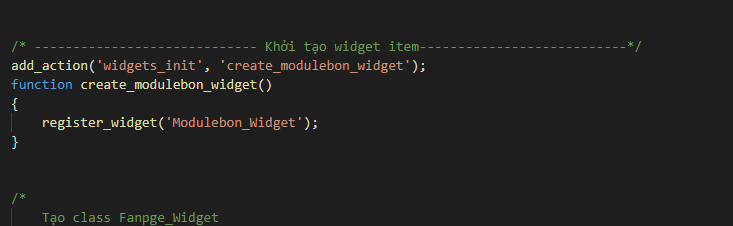 /* ----------------------------- Khởi tạo widget item---------------------------*/
add_action('widgets_init', 'create_modulebon_widget');
function create_modulebon_widget()
{
    register_widget('Modulebon_Widget');
}
/*
    Tạo class Fanpge_Widget